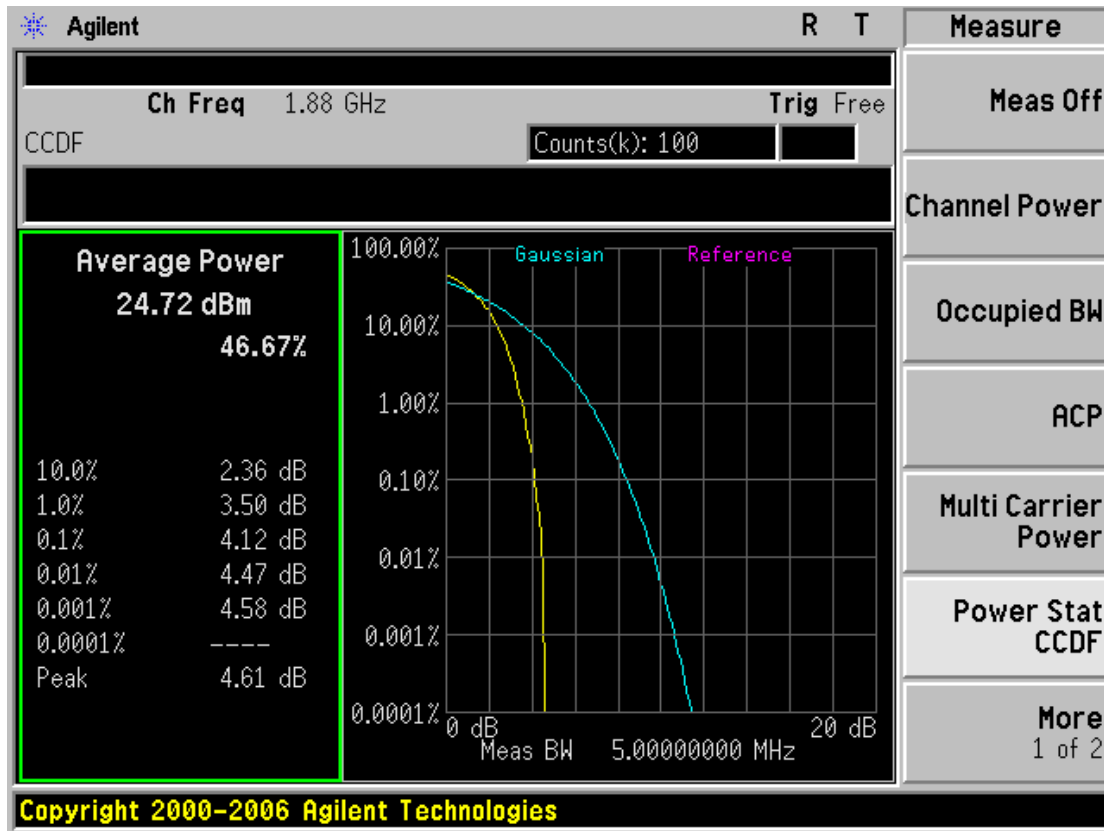 Agilent
R T
Measure
Ch Freq 1.88 GHz
Trig Free
CCDF
Counts(k): 100
Average Power
24.72 dBm
46.67%
10.0% 2.36 dB
1.0% 3.50 dB
0.1% 4.12 dB
0.01% 4.47 dB
0.001% 4.58 dB
0.0001% ----
Peak 4.61 dB
Gaussian
Reference
100.00%
10.00%
1.00%
0.10%
0.01%
0.001%
0.0001%
0 dB
20 dB
Meas BW 5.00000000 MHz
Meas Off
Channel Power
Occupied BW
ACP
Multi Carrier
Power
Power Stat
CCDF
More
1 of 2
Copyright 2000-2006 Agilent Technologies